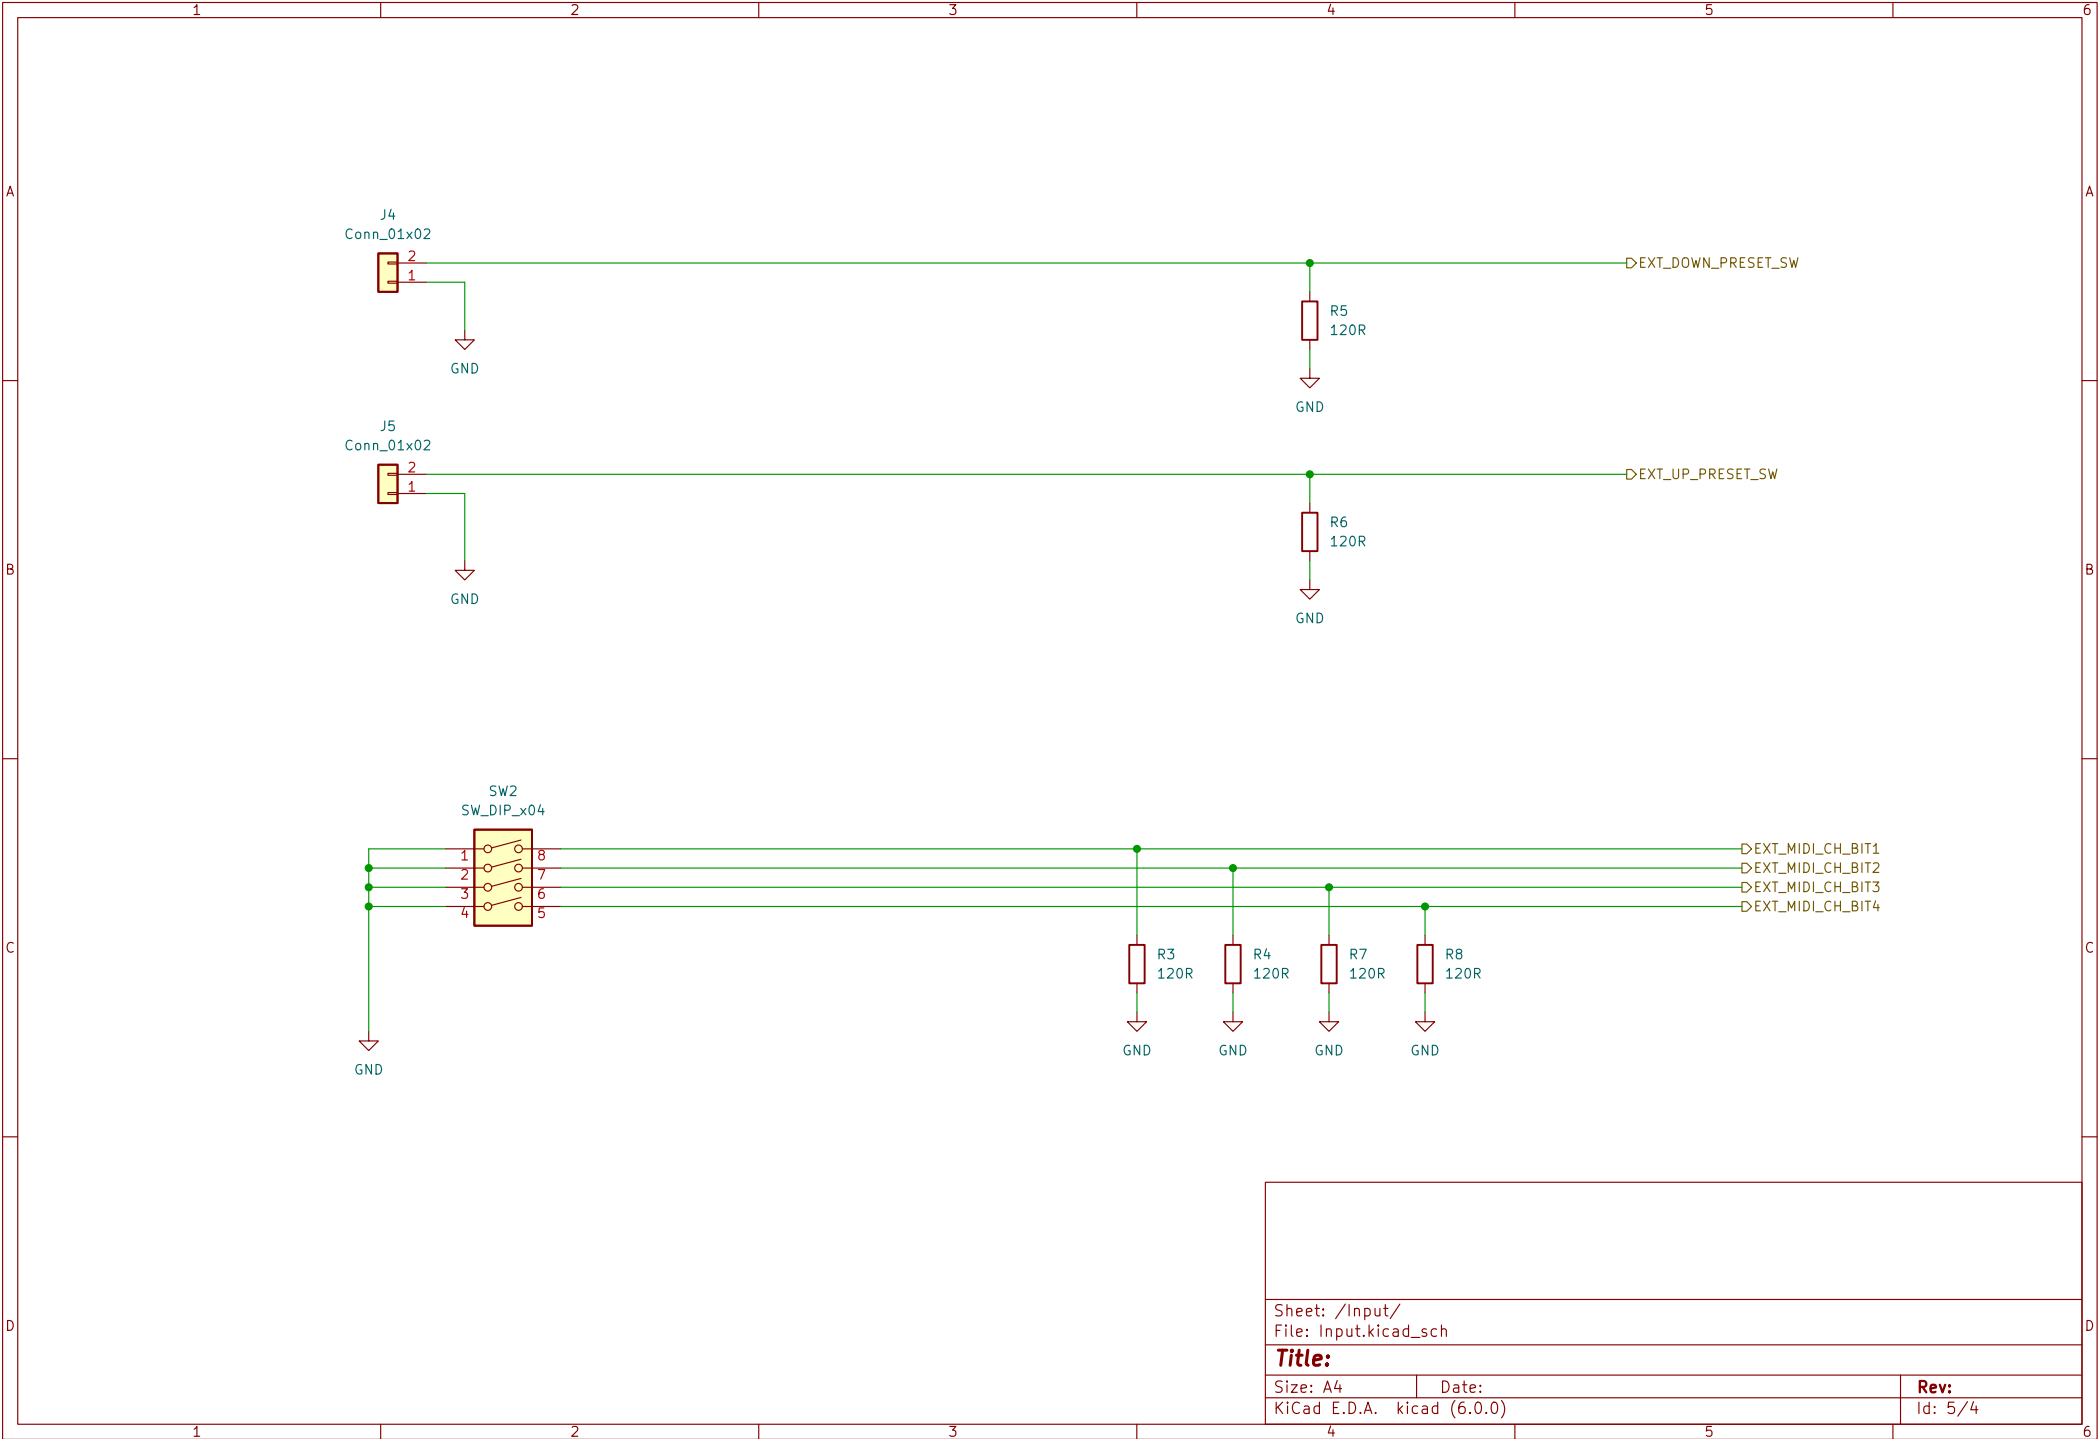 1 2 3 4 5 6
A A
J4
Conn_01x02
2
1
EXT_DOWN_PRESET_SW
R5
120R
GND
GND
J5
Conn_01x02
2
1
EXT_UP_PRESET_SW
R6
120R
B B
GND
GND
SW2
SW_DIP_x04
1 8 EXT_MIDI_CH_BIT1
2 7 EXT_MIDI_CH_BIT2
3 6 EXT_MIDI_CH_BIT3
4 5 EXT_MIDI_CH_BIT4
C C
R3 R4 R7 R8
120R 120R 120R 120R
GND GND GND GND
GND
Sheet: /Input/
File: Input.kicad_sch
D D
Title:
Size: A4 Date: Rev:
KiCad E.D.A. kicad (6.0.0) Id: 5/4
1 2 3 4 5 6